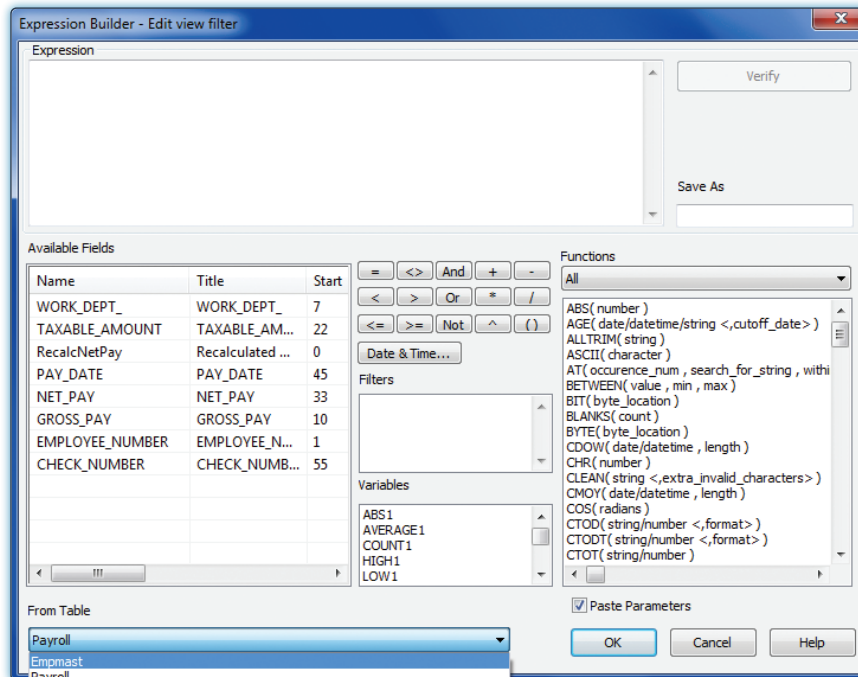 Expression Builder - Edit view filter
x
Expression
Verify
Save As
Available Fields
Name Title Start
WORK_DEPT_ WORK_DEPT_ 7
TAXABLE_AMOUNT TAXABLE_AM... 22
RecalcNetPay Recalculated ... 0
PAY_DATE PAY_DATE 45
NET_PAY NET_PAY 33
GROSS_PAY GROSS_PAY 10
EMPLOYEE_NUMBER EMPLOYEE_N... 1
CHECK_NUMBER CHECK_NUMB... 55
= <> And + -
< > Or * /
<= >= Not ^ ( )
Date & Time...
Filters
Variables
ABS1
AVERAGE1
COUNT1
HIGH1
LOW1
Functions
All
ABS( number )
AGE( date/datetime/string <,cutoff_date> )
ALLTRIM( string )
ASCII( character )
AT( occurence_num , search_for_string , withi
BETWEEN( value , min , max )
BIT( byte_location )
BLANKS( count )
BYTE( byte_location )
CDOW( date/datetime , length )
CHR( number )
CLEAN( string <,extra_invalid_characters> )
CMOY( date/datetime , length )
COS( radians )
CTOD( string/number <,format> )
CTODT( string/number <,format> )
CTOT( string/number )
From Table
Payroll
Empmast
Payroll
Paste Parameters
OK Cancel Help